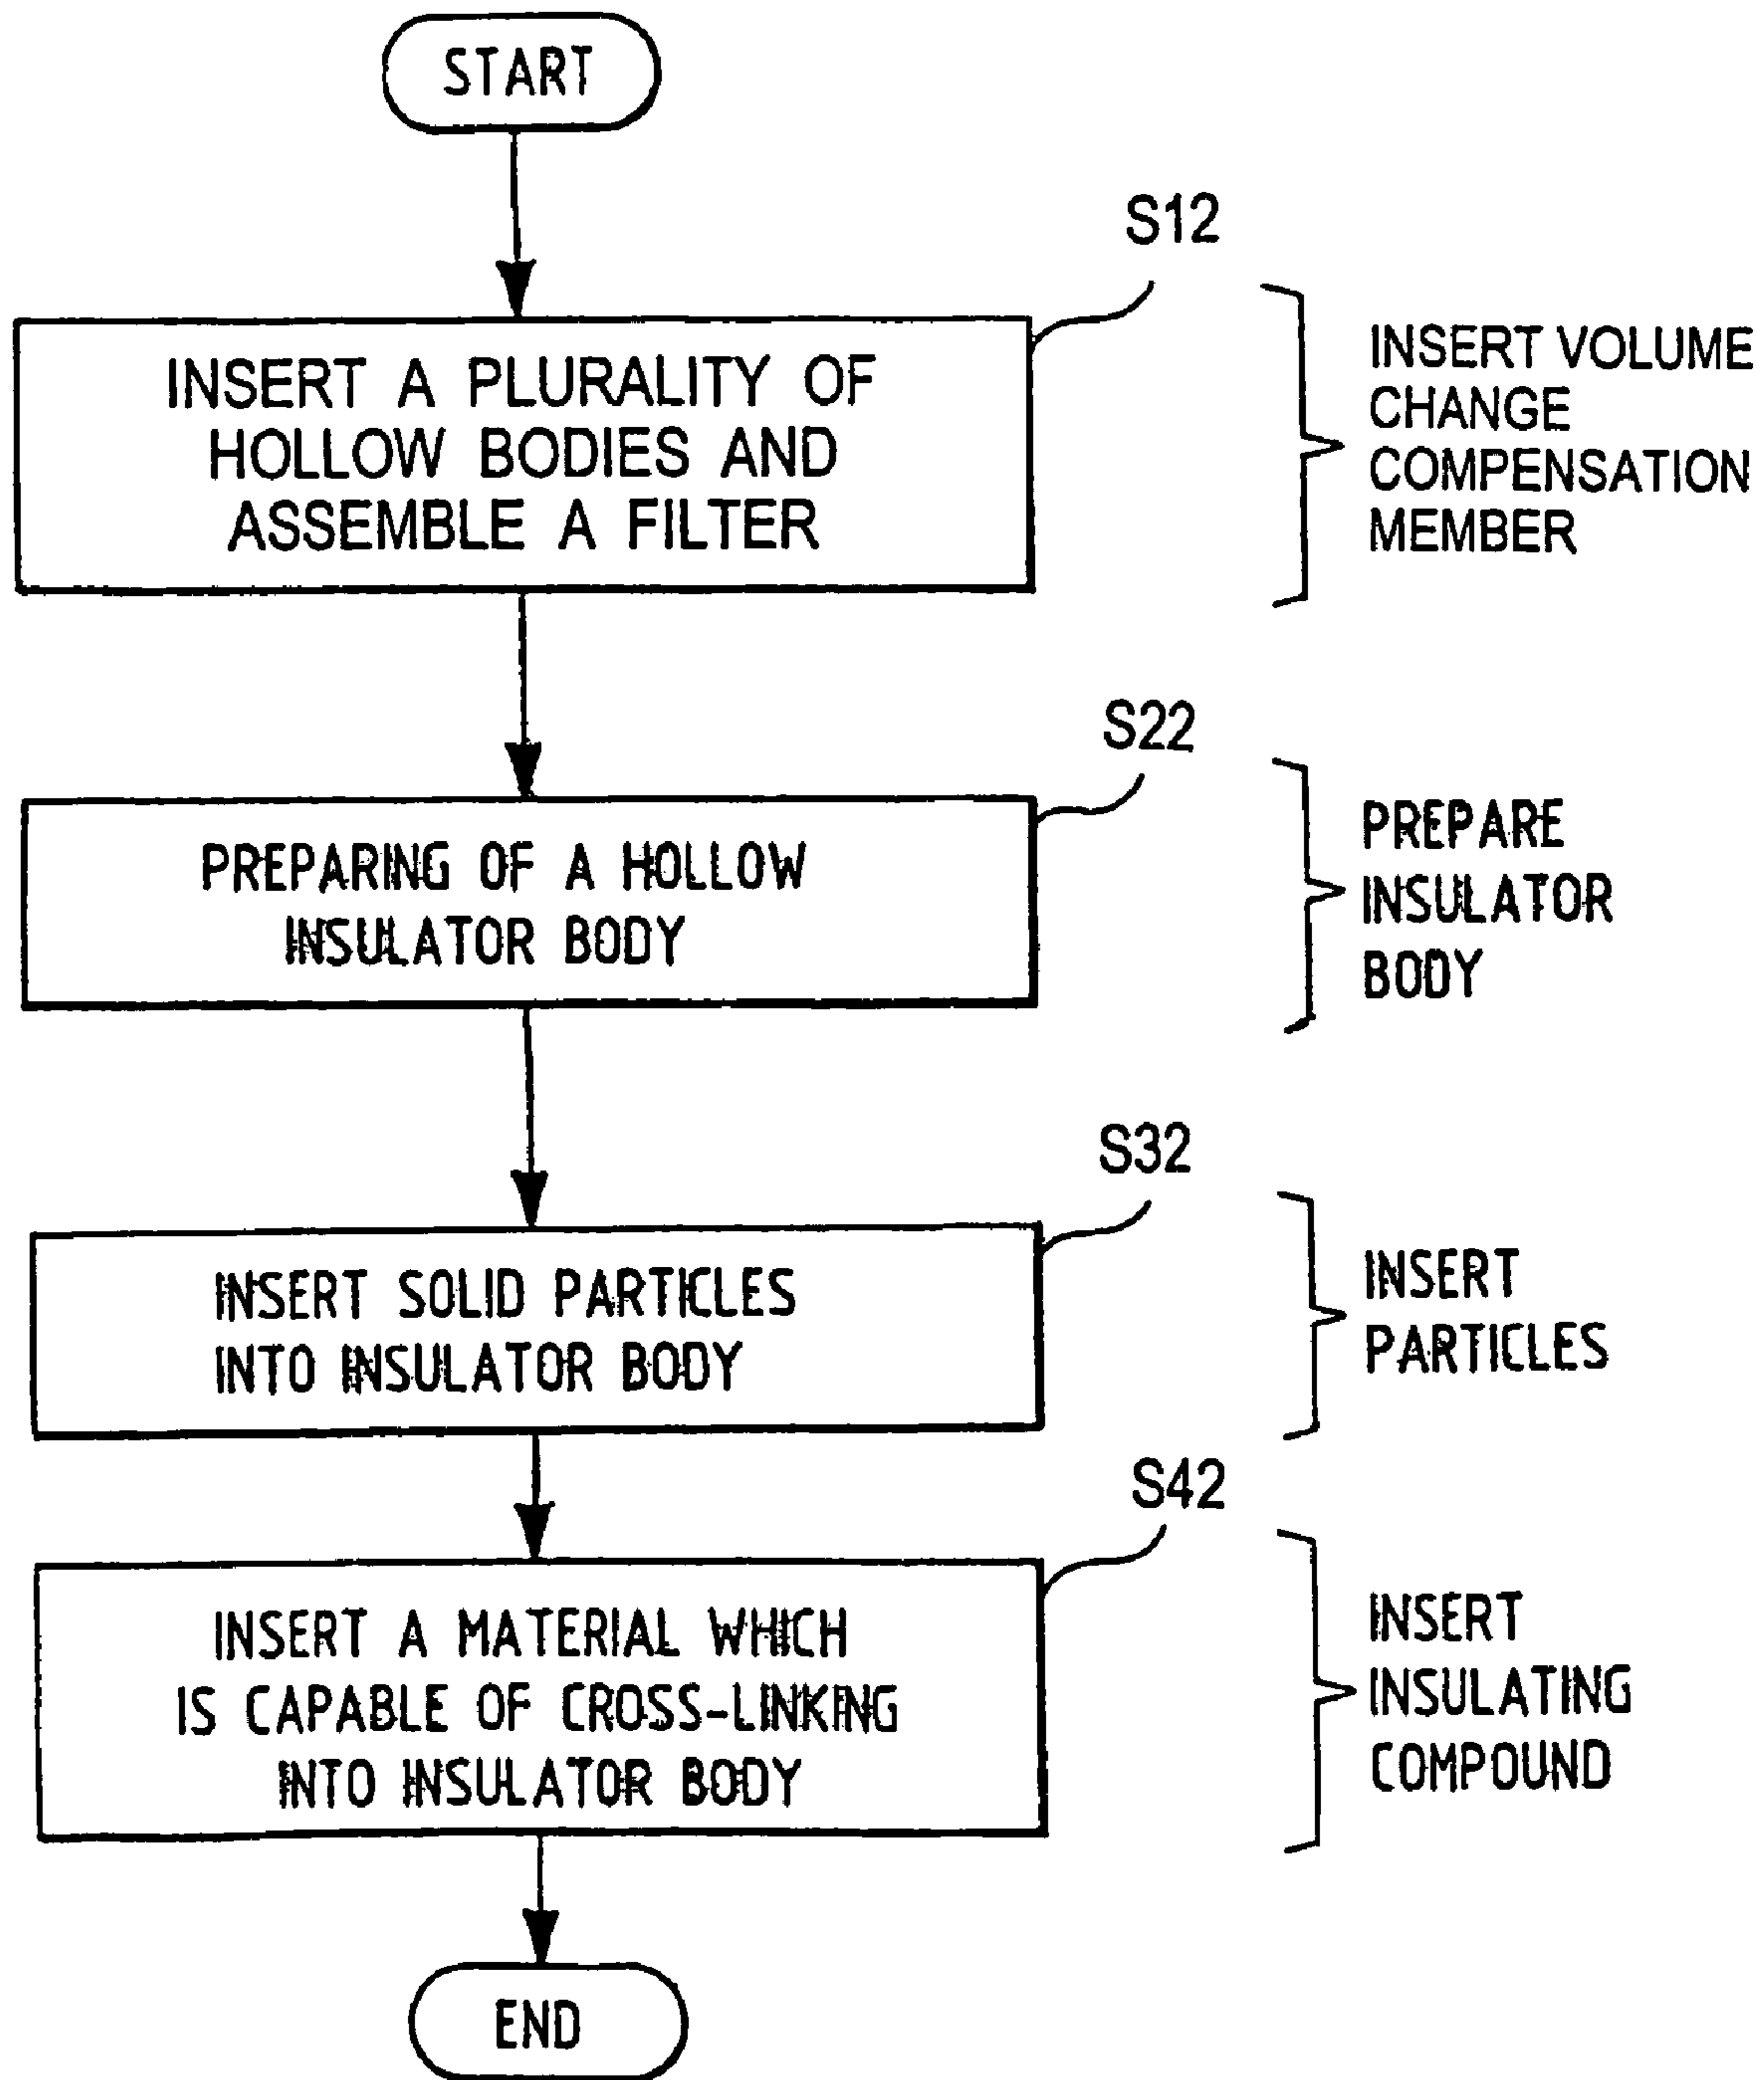 START
S12
INSERT A PLURALITY OF
HOLLOW BODIES AND
ASSEMBLE A FILTER
INSERT VOLUME
CHANGE
COMPENSATION
MEMBER
S22
PREPARING OF A HOLLOW
INSULATOR BODY
PREPARE
INSULATOR
BODY
S32
INSERT SOLID PARTICLES
INTO INSULATOR BODY
INSERT
PARTICLES
S42
INSERT A MATERIAL WHICH
IS CAPABLE OF CROSS-LINKING
INTO INSULATOR BODY
INSERT
INSULATING
COMPOUND
END